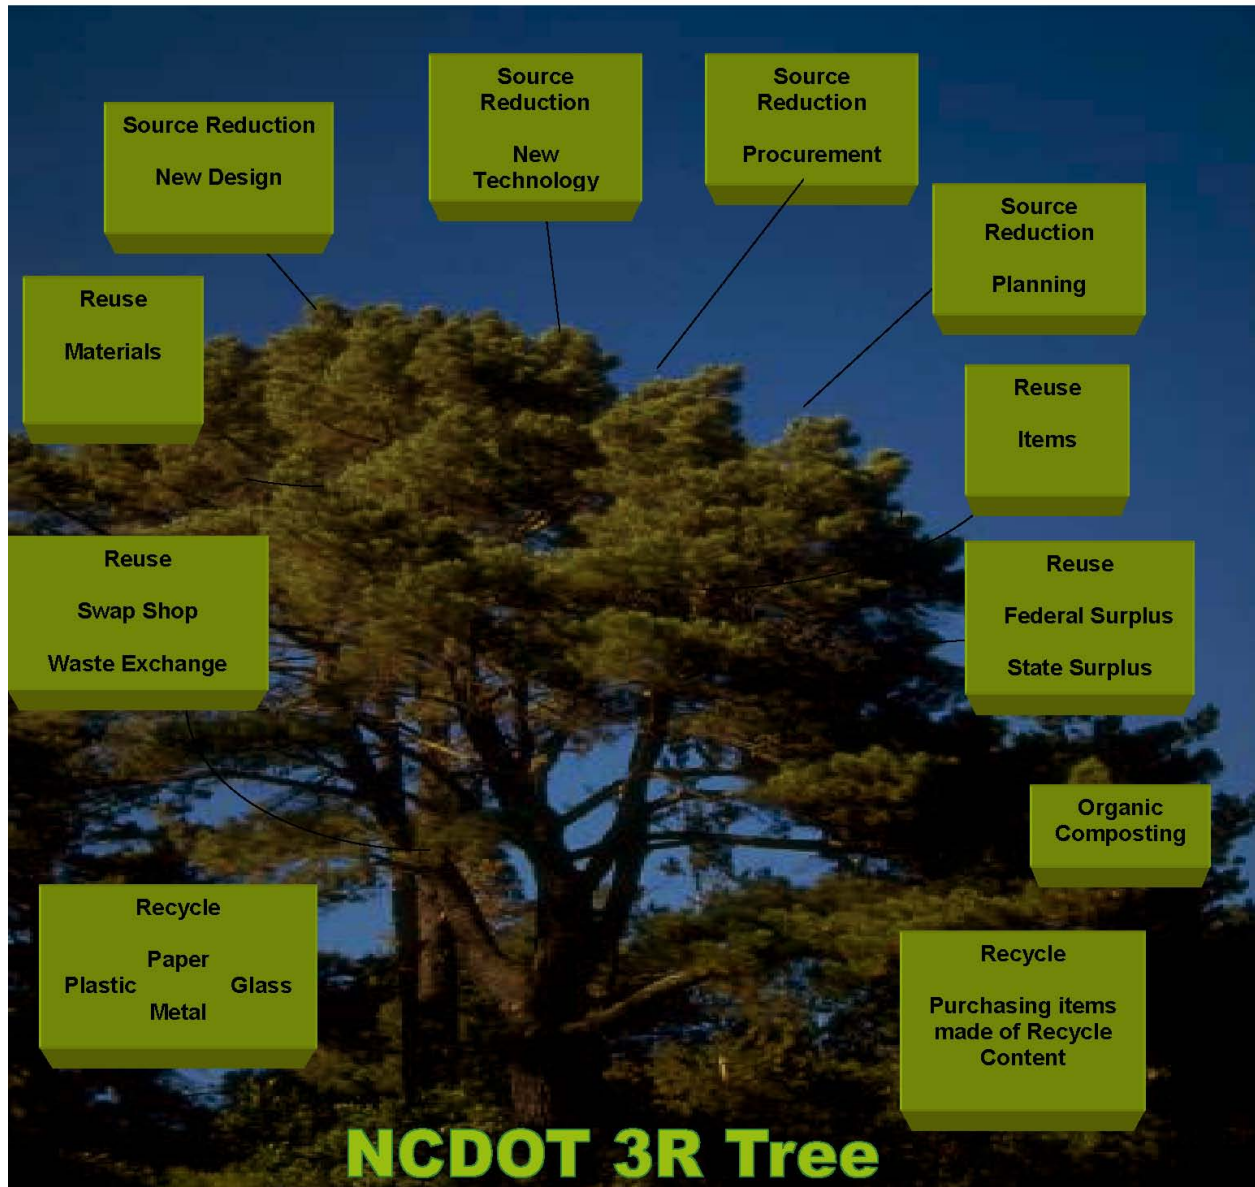 Source Reduction
New Design
Source
Reduction
New
Technology
Source
Reduction
Procurement
Source
Reduction
Planning
Reuse
Materials
Reuse
Items
Reuse
Swap Shop
Waste Exchange
Reuse
Federal Surplus
State Surplus
Organic
Composting
Recycle
Paper
Plastic Glass
Metal
Recycle
Purchasing items
made of Recycle
Content
NCDOT 3R Tree